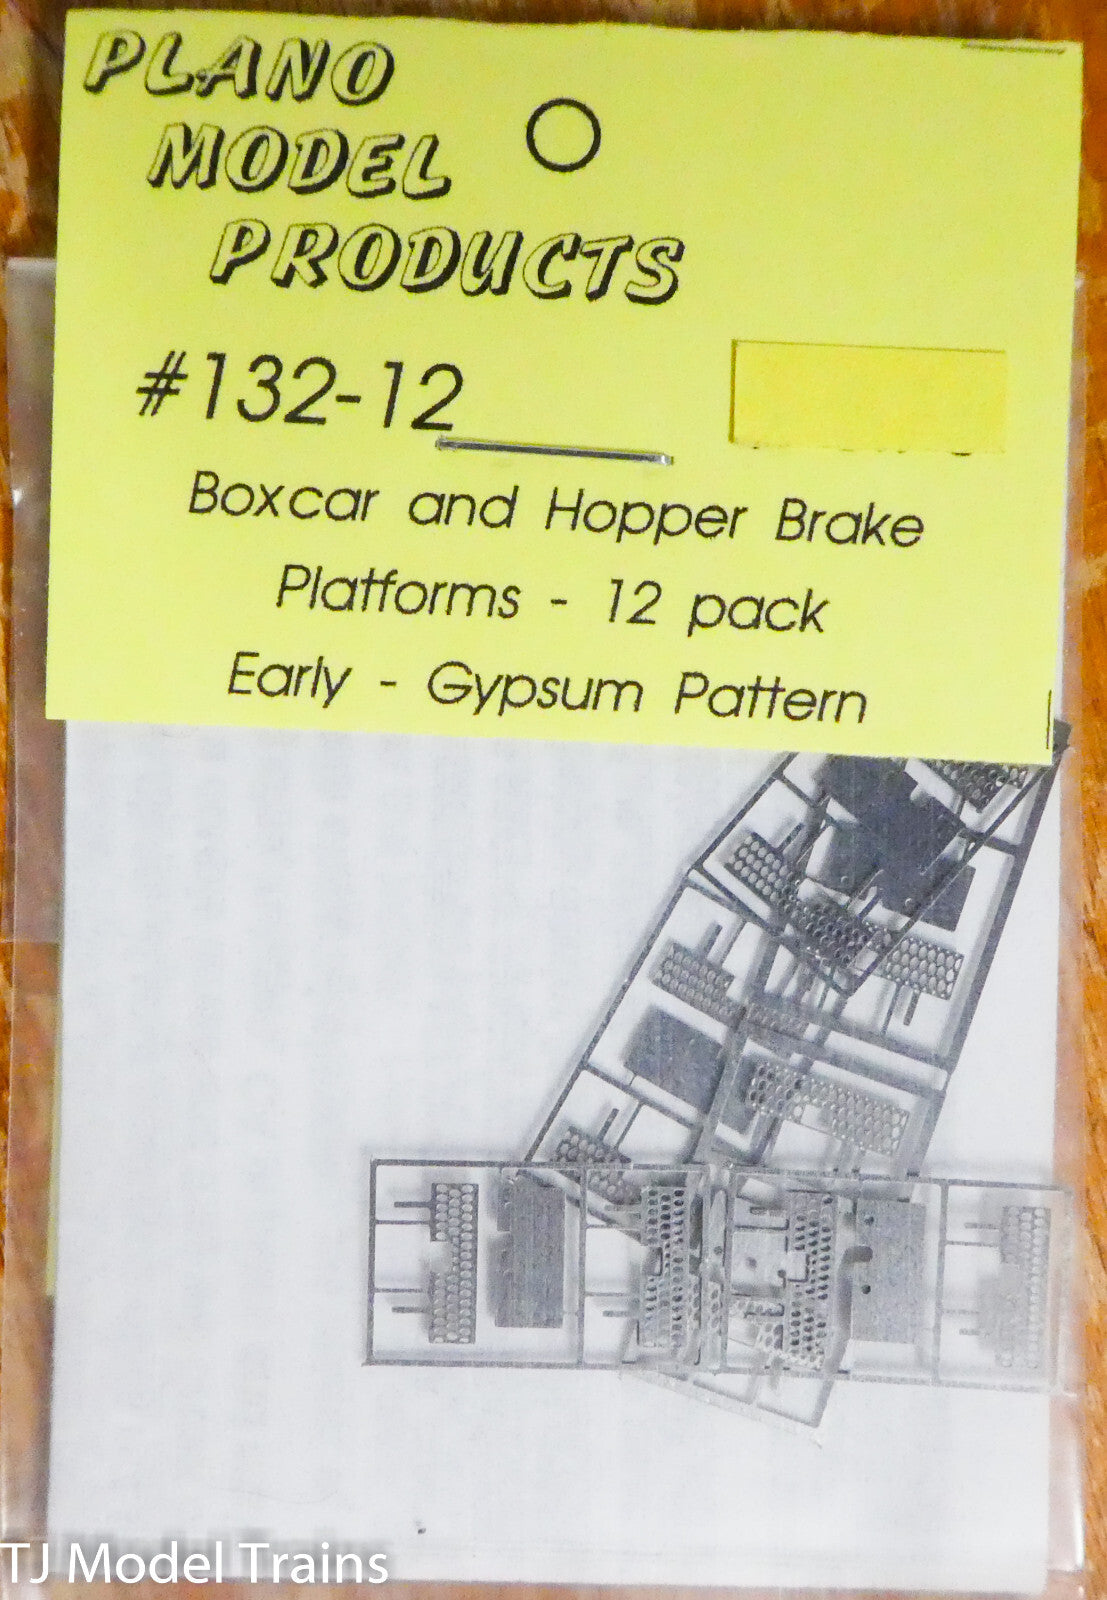 PLANO
MODEL
PRODUCTS
#132-12
Boxcar and Hopper Brake
Platforms - 12 pack
Early - Gypsum Pattern
TJ Model Trains